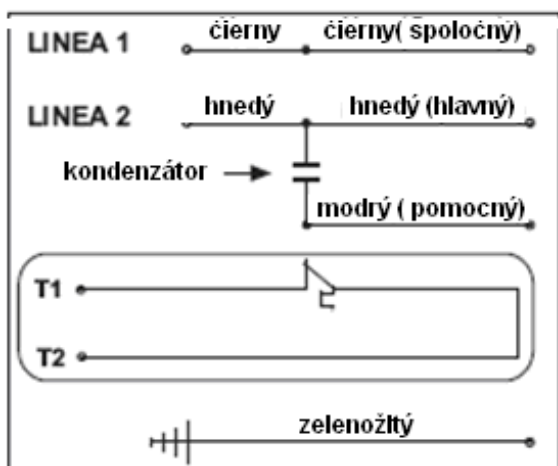 LINEA 1 čierny čierny( spoločný)
LINEA 2 hnedý hnedý (hlavný)
kondenzátor
modrý ( pomocný)
T1
T2
zelenožltý